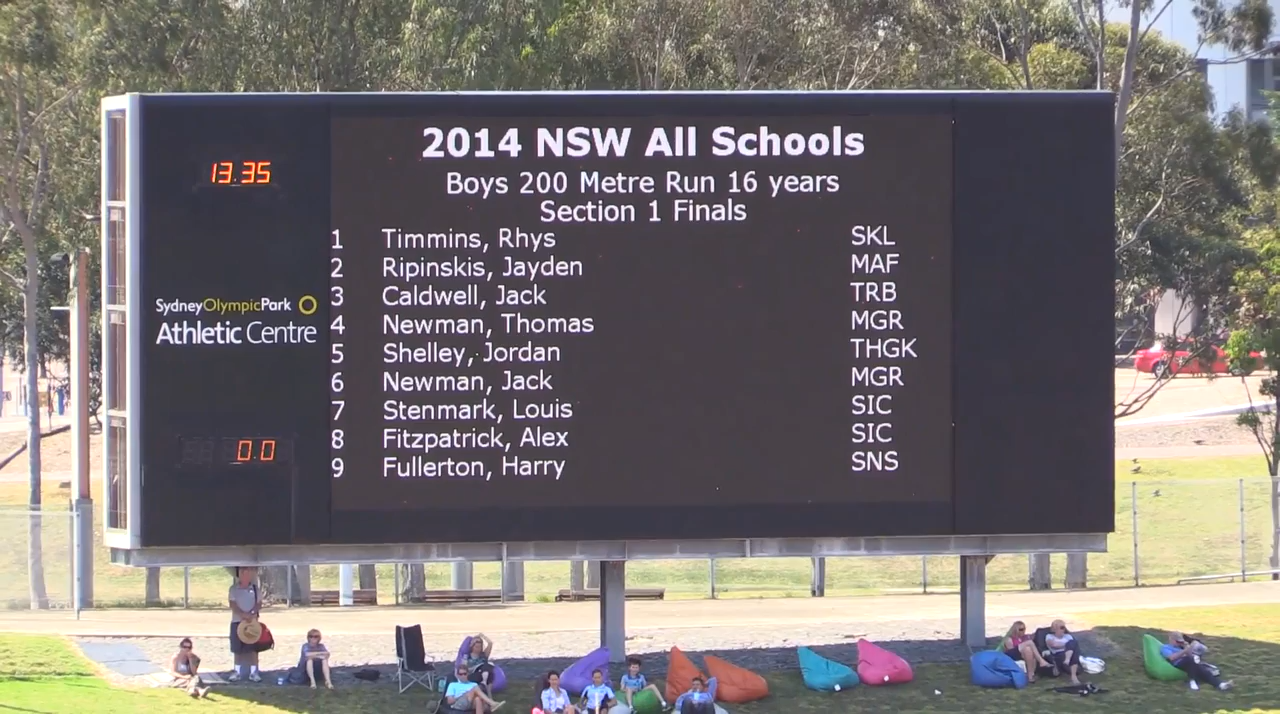 13.35
SydneyOlympicPark
Athletic Centre
0.0
2014 NSW All Schools
Boys 200 Metre Run 16 years
Section 1 Finals
1 Timmins, Rhys SKL
2 Ripinskis, Jayden MAF
3 Caldwell, Jack TRB
4 Newman, Thomas MGR
5 Shelley, Jordan THGK
6 Newman, Jack MGR
7 Stenmark, Louis SIC
8 Fitzpatrick, Alex SIC
9 Fullerton, Harry SNS